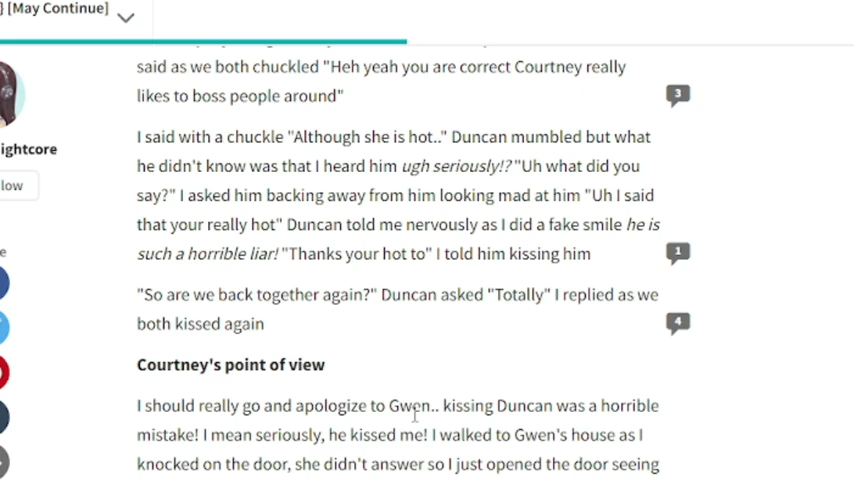 } [May Continue]
said as we both chuckled "Heh yeah you are correct Courtney really
likes to boss people around"
3
I said with a chuckle "Although she is hot.." Duncan mumbled but what
he didn't know was that I heard him ugh seriously!? "Uh what did you
say?" I asked him backing away from him looking mad at him "Uh I said
that your really hot" Duncan told me nervously as I did a fake smile he is
such a horrible liar! "Thanks your hot to" I told him kissing him
1
"So are we back together again?" Duncan asked "Totally" I replied as we
both kissed again
4
Courtney's point of view
I should really go and apologize to Gwen.. kissing Duncan was a horrible
mistake! I mean seriously, he kissed me! I walked to Gwen's house as I
knocked on the door, she didn't answer so I just opened the door seeing
ightcore
low
e